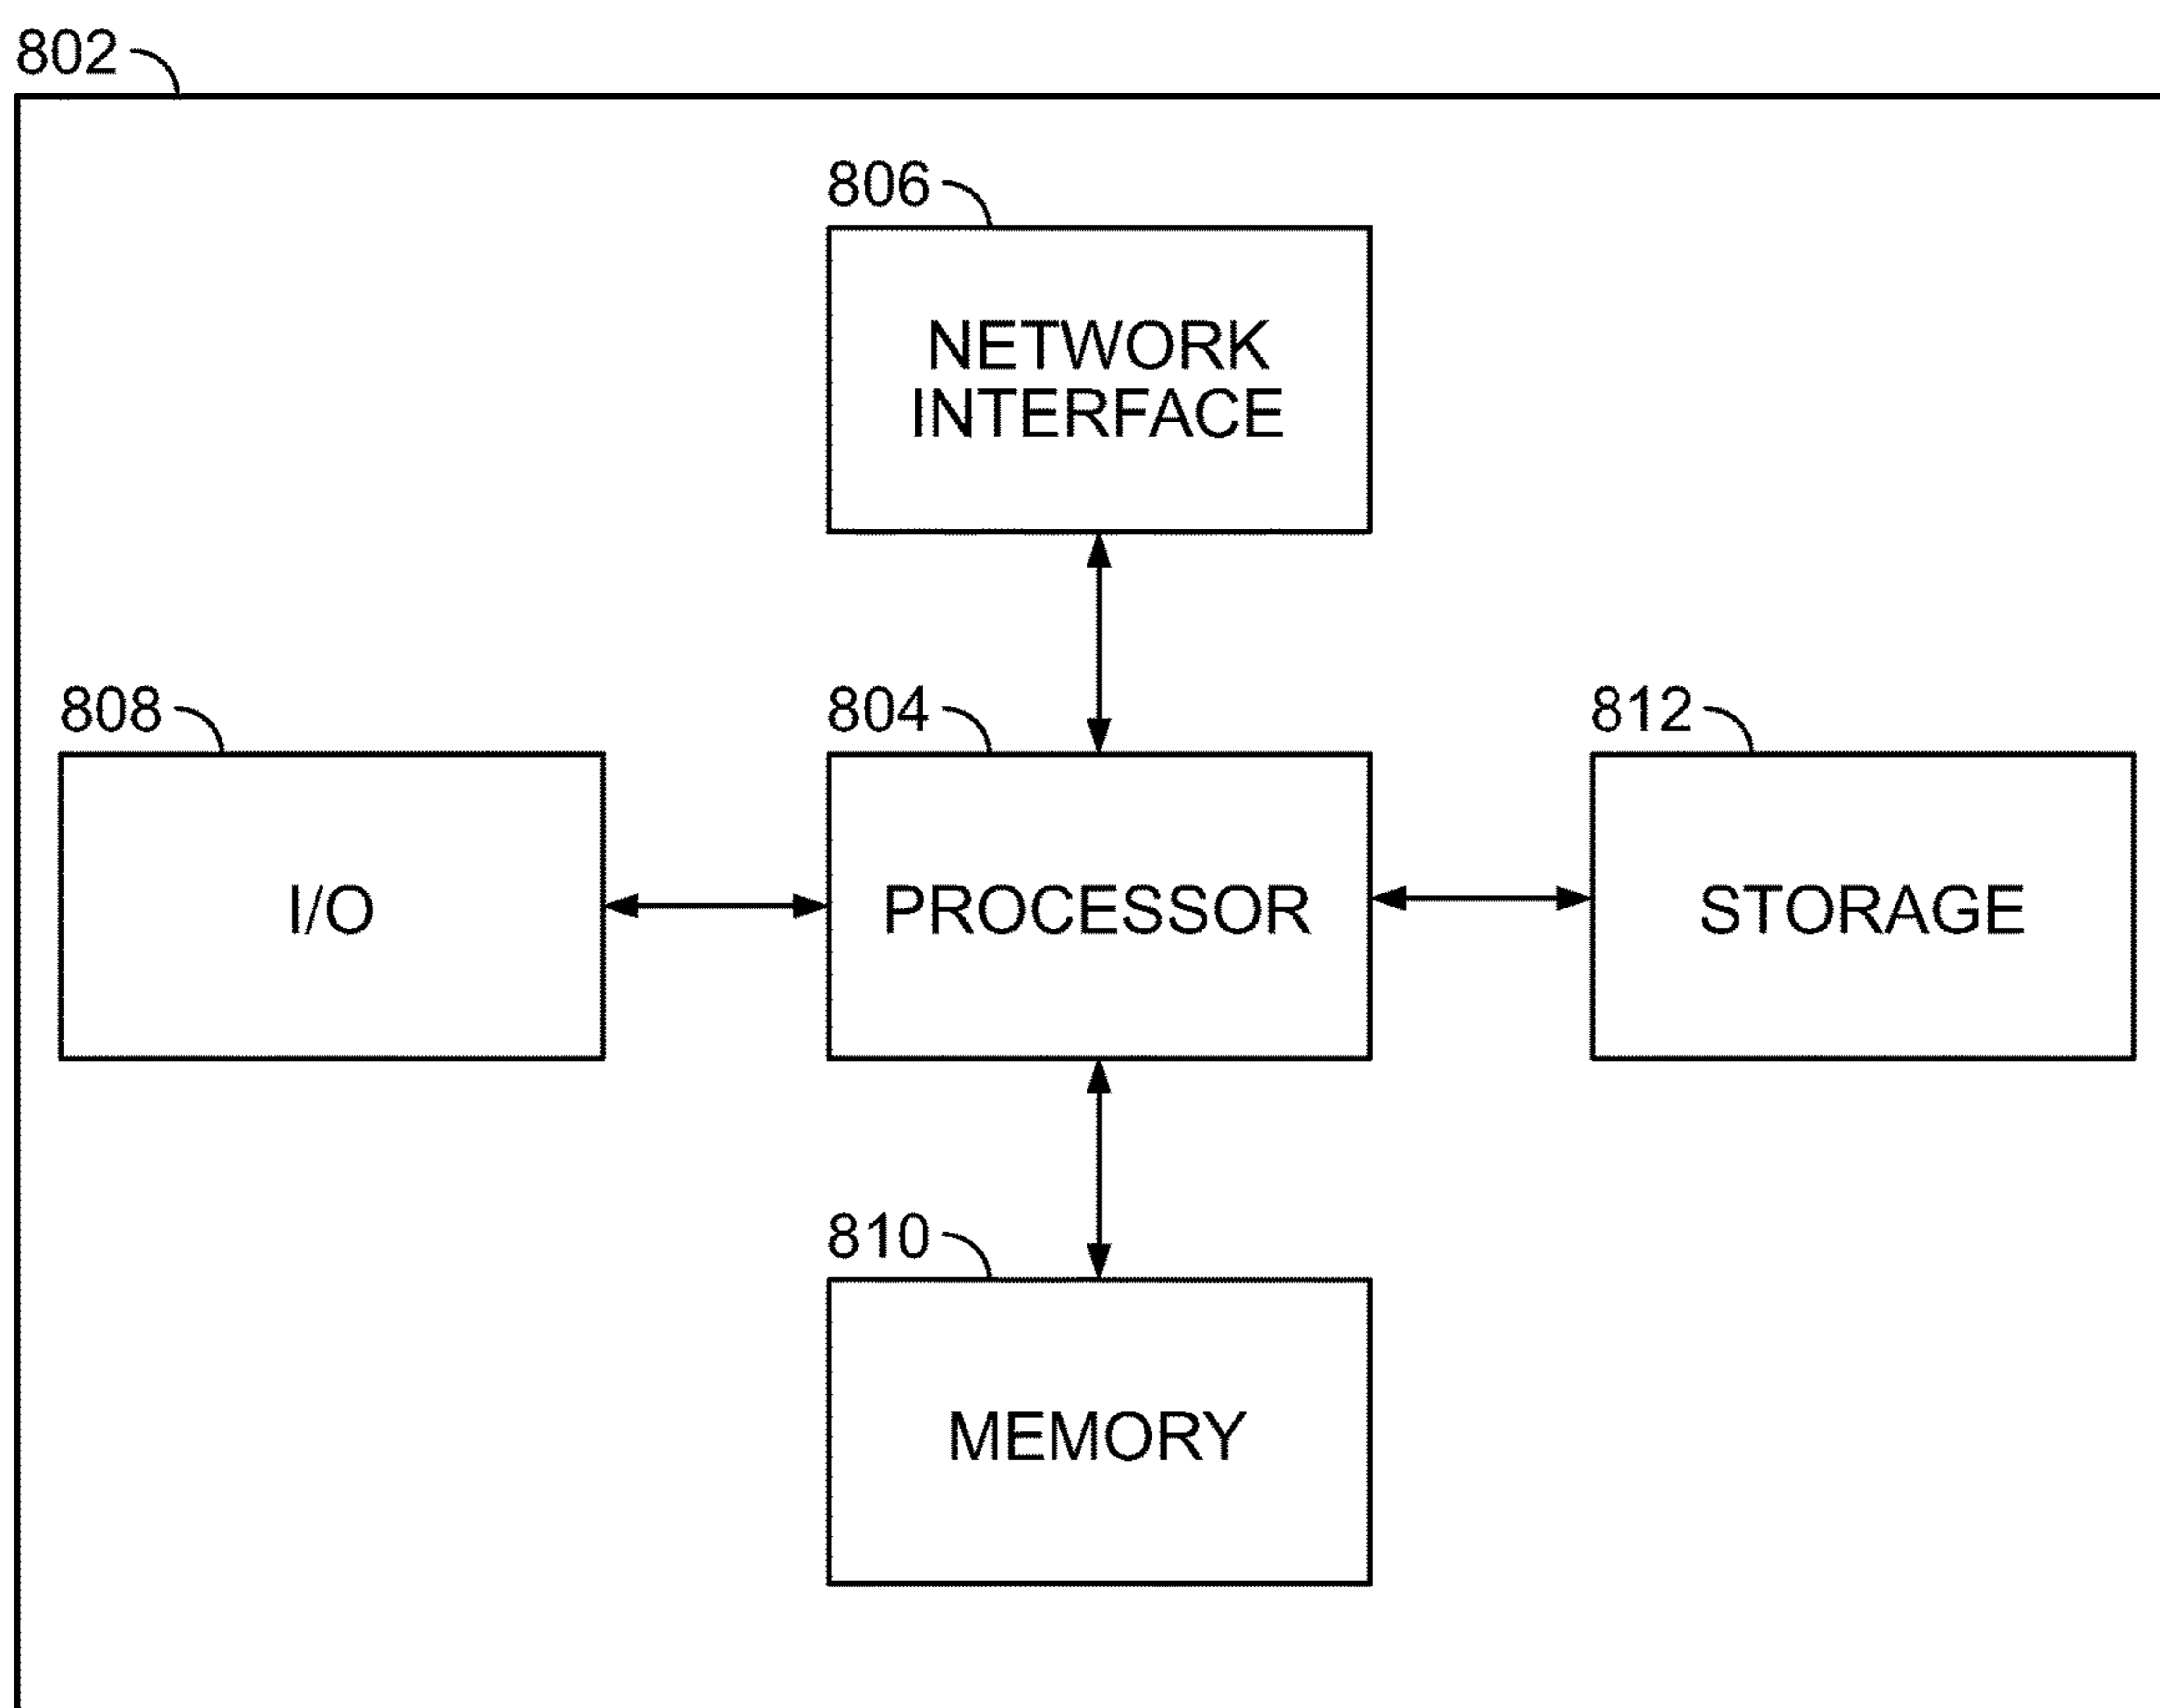 802
806
NETWORK
INTERFACE
808
804
812
I/O
PROCESSOR
STORAGE
810
MEMORY